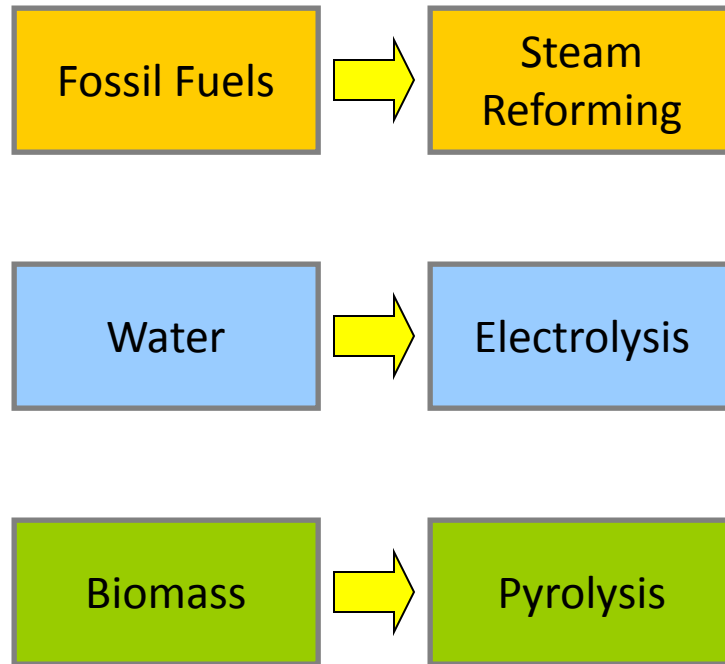 Fossil Fuels
Steam
Reforming
Water
Electrolysis
Biomass
Pyrolysis